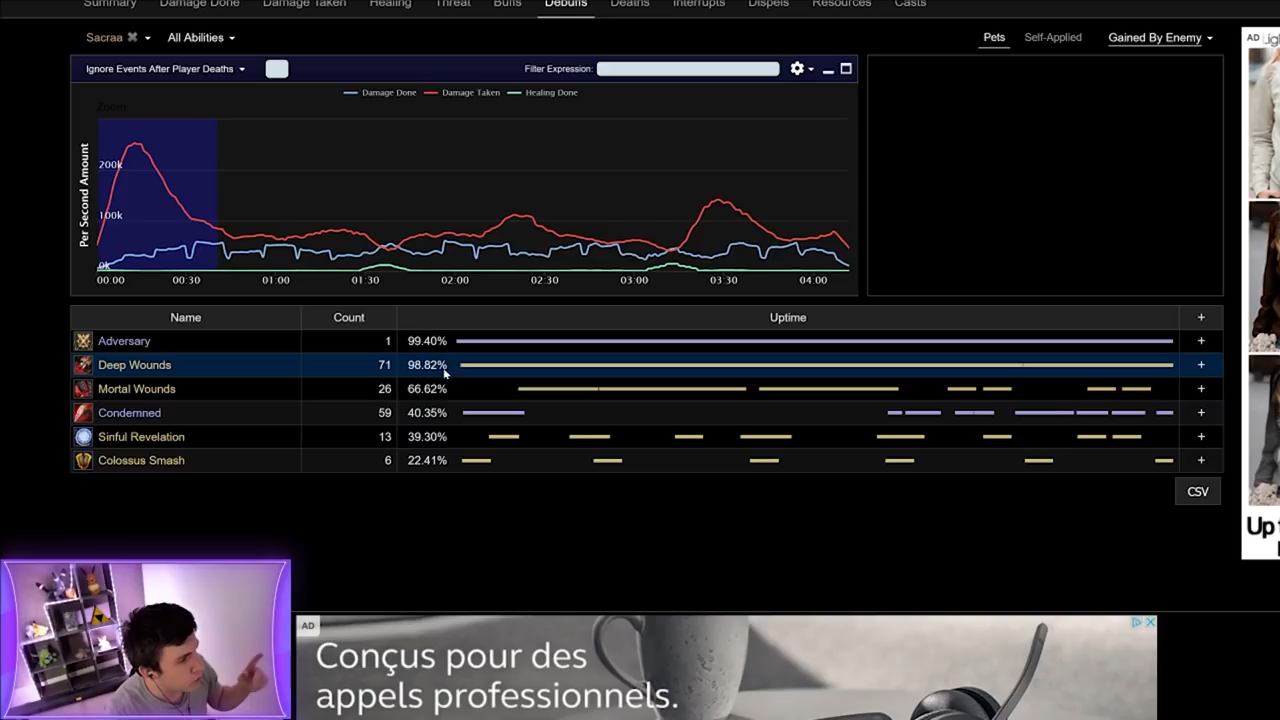 Summary Damage Done Damage Taken Healing Threat Buffs Debuffs Deaths Interrupts Dispels Resources Casts
Sacraa ✖ All Abilities Pets Self-Applied Gained By Enemy
Ignore Events After Player Deaths Filter Expression:
Damage Done Damage Taken Healing Done
Zoom
Per Second Amount
200k
100k
0k
00:00 00:30 01:00 01:30 02:00 02:30 03:00 03:30 04:00
Name Count Uptime +
Adversary 1 99.40% +
Deep Wounds 71 98.82% +
Mortal Wounds 26 66.62% +
Condemned 59 40.35% +
Sinful Revelation 13 39.30% +
Colossus Smash 6 22.41% +
CSV
AD
Up
AD
Conçus pour des
appels professionnels.